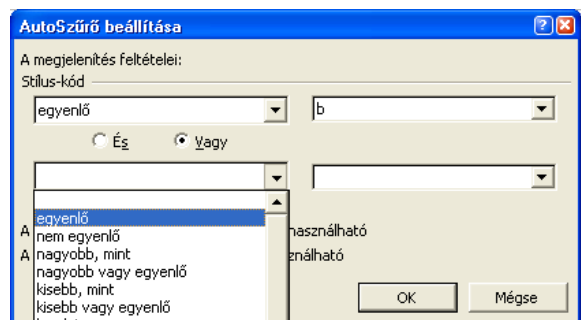 AutoSzűrő beállítása
A megjelenítés feltételei:
Stílus-kód
egyenlő b
És Vagy
egyenlő
A nem egyenlő használható
A nagyobb, mint ználható
nagyobb vagy egyenlő
kisebb, mint
kisebb vagy egyenlő
OK Mégse